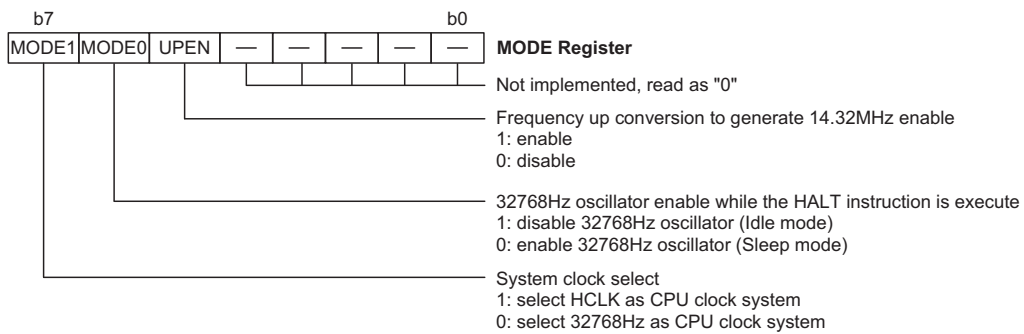 b7 b0
MODE1 MODE0 UPEN — — — — — MODE Register
Not implemented, read as "0"
Frequency up conversion to generate 14.32MHz enable
1: enable
0: disable
32768Hz oscillator enable while the HALT instruction is execute
1: disable 32768Hz oscillator (Idle mode)
0: enable 32768Hz oscillator (Sleep mode)
System clock select
1: select HCLK as CPU clock system
0: select 32768Hz as CPU clock system